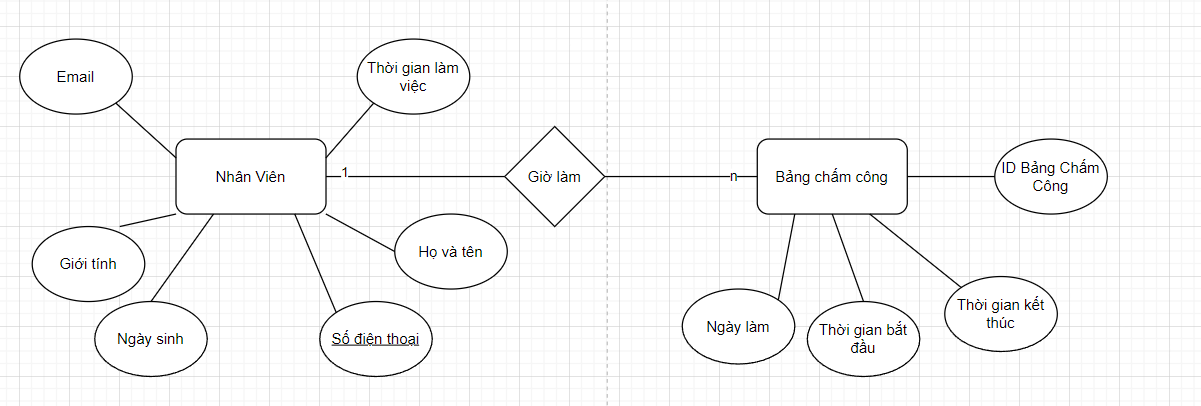 Email
Thời gian làm
việc
Nhân Viên
1
Giờ làm
n
Bảng chấm công
ID Bảng Chấm
Công
Giới tính
Họ và tên
Ngày sinh
Số điện thoại
Ngày làm
Thời gian bắt
đầu
Thời gian kết
thúc